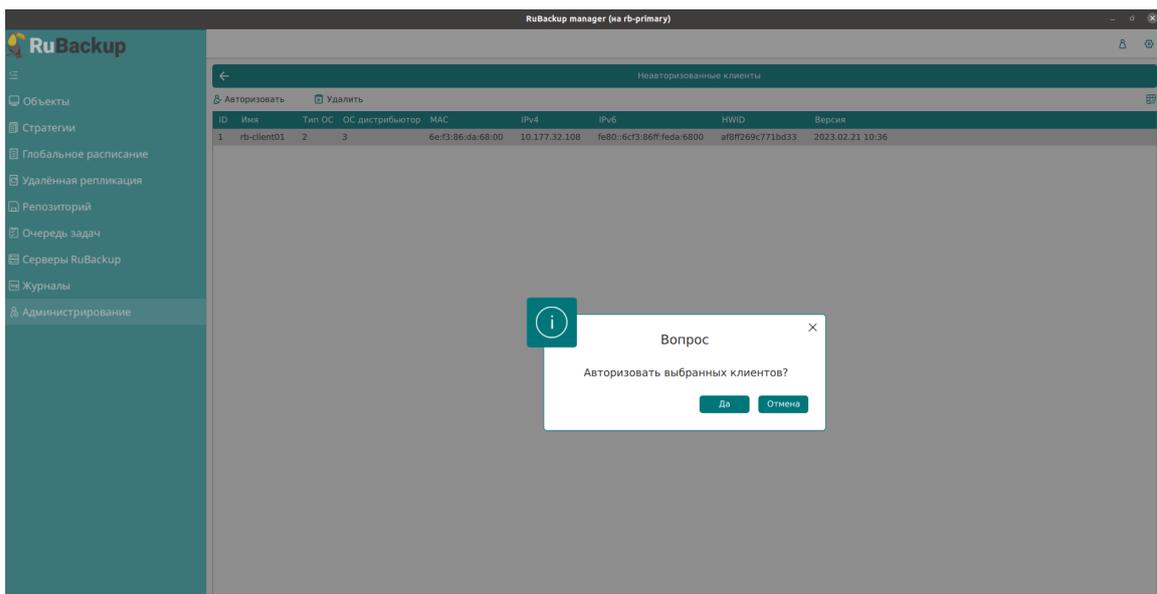 RuBackup manager (на rb-primary)
RuBackup
Неавторизованные клиенты
Авторизовать Удалить
ID Имя Тип ОС ОС дистрибьютор MAC IPv4 IPv6 HWID Версия
1 rb-client01 2 3 6e:f3:86:da:68:00 10.177.32.108 fe80::6cf3:86ff:feda:6800 af8ff269c771bd33 2023.02.21 10:36
Объекты
Стратегии
Глобальное расписание
Удалённая репликация
Репозиторий
Очередь задач
Серверы RuBackup
Журналы
Администрирование
Вопрос
Авторизовать выбранных клиентов?
Да Отмена